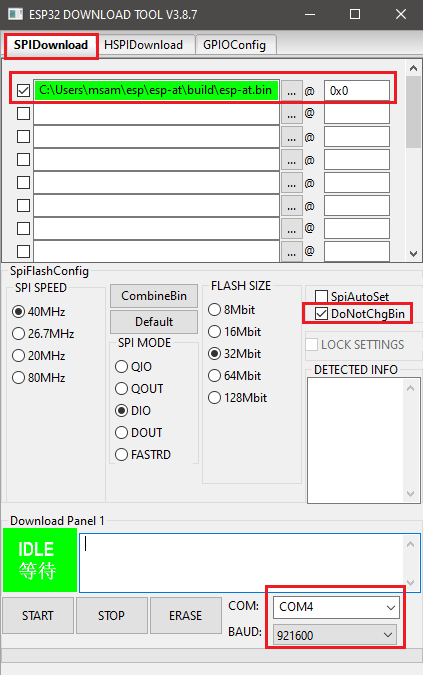 ESP32 DOWNLOAD TOOL V3.8.7
SPIDownload HSPIDownload GPIOConfig
C:\Users\msam\esp\esp-at\build\esp-at.bin ... @ 0x0
... @
... @
... @
... @
... @
... @
... @
SpiFlashConfig
SPI SPEED
40MHz
26.7MHz
20MHz
80MHz
CombineBin
Default
SPI MODE
QIO
QOUT
DIO
DOUT
FASTRD
FLASH SIZE
8Mbit
16Mbit
32Mbit
64Mbit
128Mbit
SpiAutoSet
DoNotChgBin
LOCK SETTINGS
DETECTED INFO
Download Panel 1
IDLE
等待
START STOP ERASE
COM: COM4
BAUD: 921600